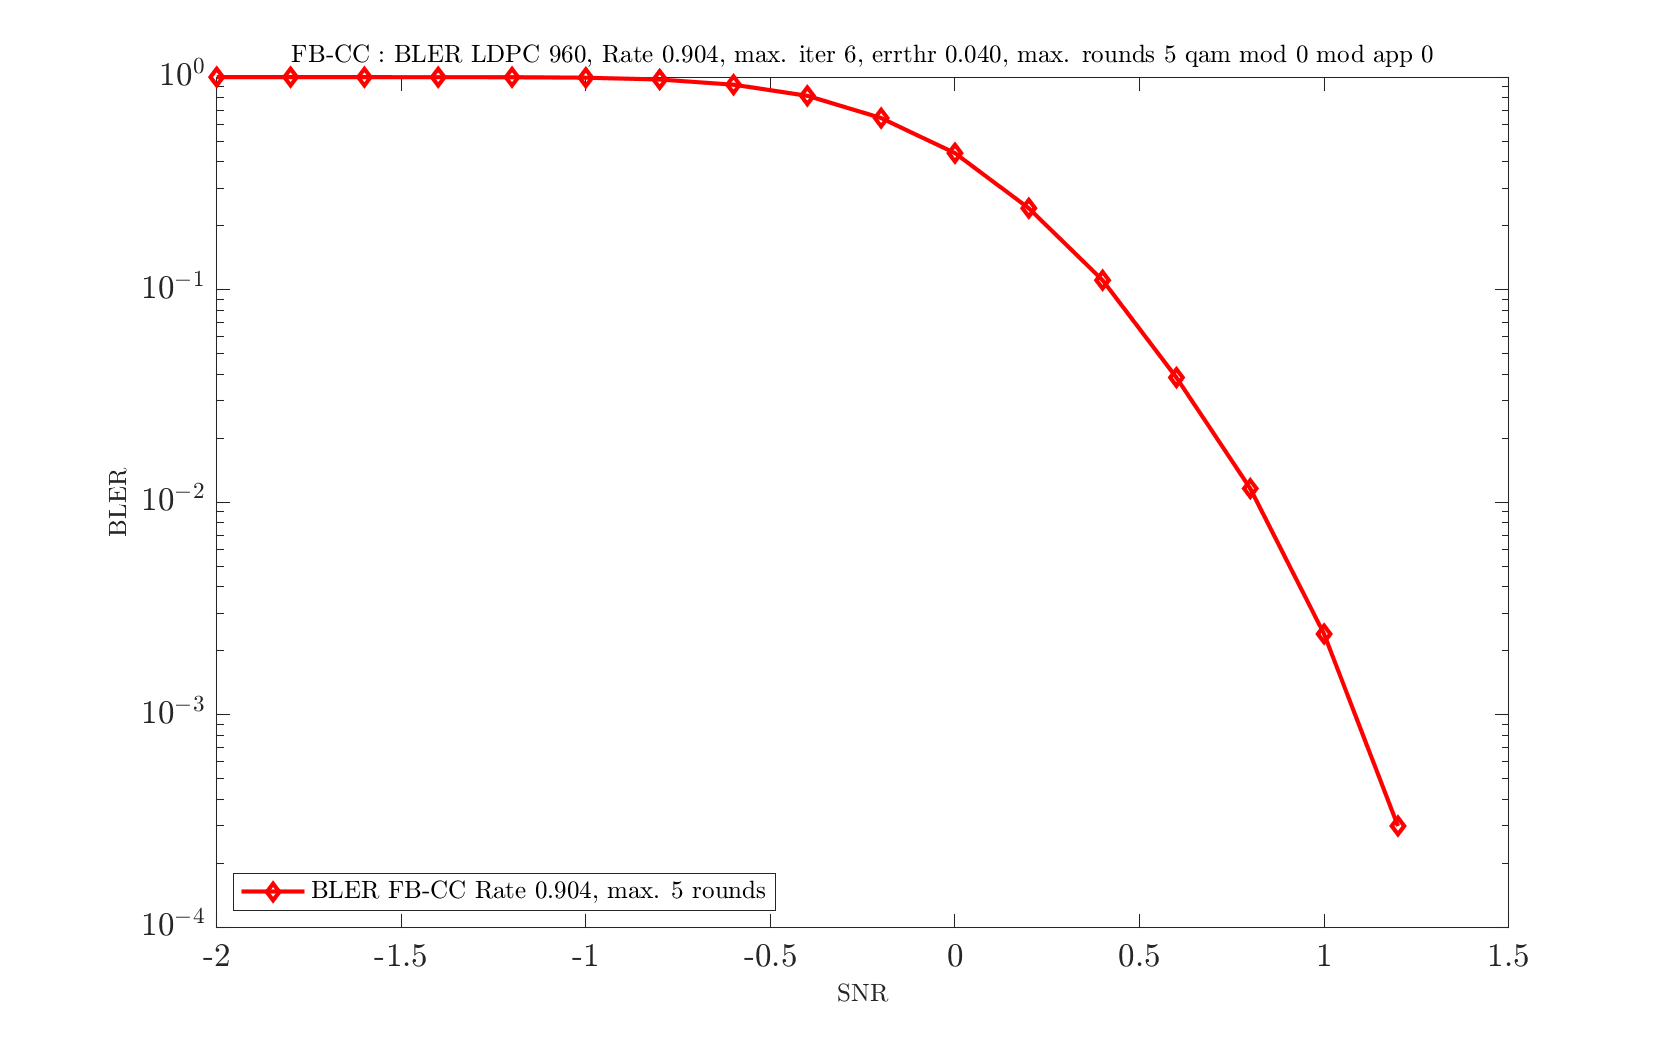 FB-CC : BLER LDPC 960, Rate 0.904, max. iter 6, errthr 0.040, max. rounds 5 qam mod 0 mod app 0
10⁰
10⁻¹
10⁻²
10⁻³
10⁻⁴
BLER
BLER FB-CC Rate 0.904, max. 5 rounds
-2 -1.5 -1 -0.5 0 0.5 1 1.5
SNR